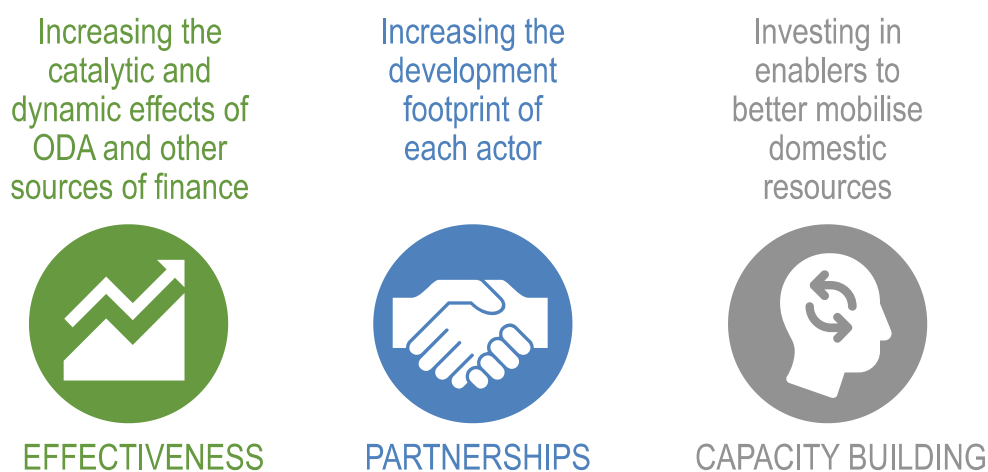 Increasing the
catalytic and
dynamic effects of
ODA and other
sources of finance
EFFECTIVENESS
Increasing the
development
footprint of
each actor
PARTNERSHIPS
Investing in
enablers to
better mobilise
domestic
resources
CAPACITY BUILDING